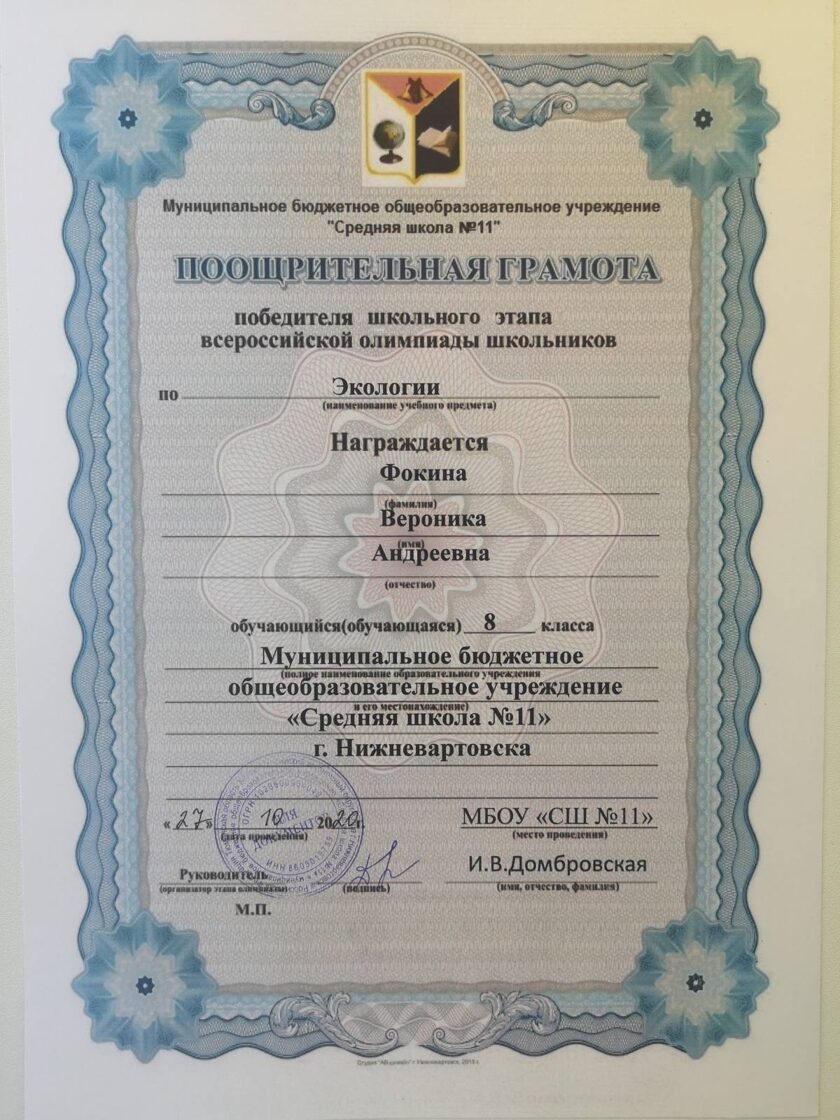 Муниципальное бюджетное общеобразовательное учреждение
"Средняя школа №11"
ПООЩРИТЕЛЬНАЯ ГРАМОТА
победителя школьного этапа
всероссийской олимпиады школьников
по Экологии
(наименование учебного предмета)
Награждается
Фокина
(фамилия)
Вероника
(имя)
Андреевна
(отчество)
обучающийся(обучающаяся) 8 класса
Муниципальное бюджетное
(полное наименование образовательного учреждения
общеобразовательное учреждение
и его местонахождение)
«Средняя школа №11»
г. Нижневартовска
«27» 10 2020г.
(дата проведения)
МБОУ «СШ №11»
(место проведения)
ДЛЯ ДОКУМЕНТОВ
Руководитель
(организатор этапа олимпиады)
(подпись)
И.В.Домбровская
(имя, отчество, фамилия)
М.П.